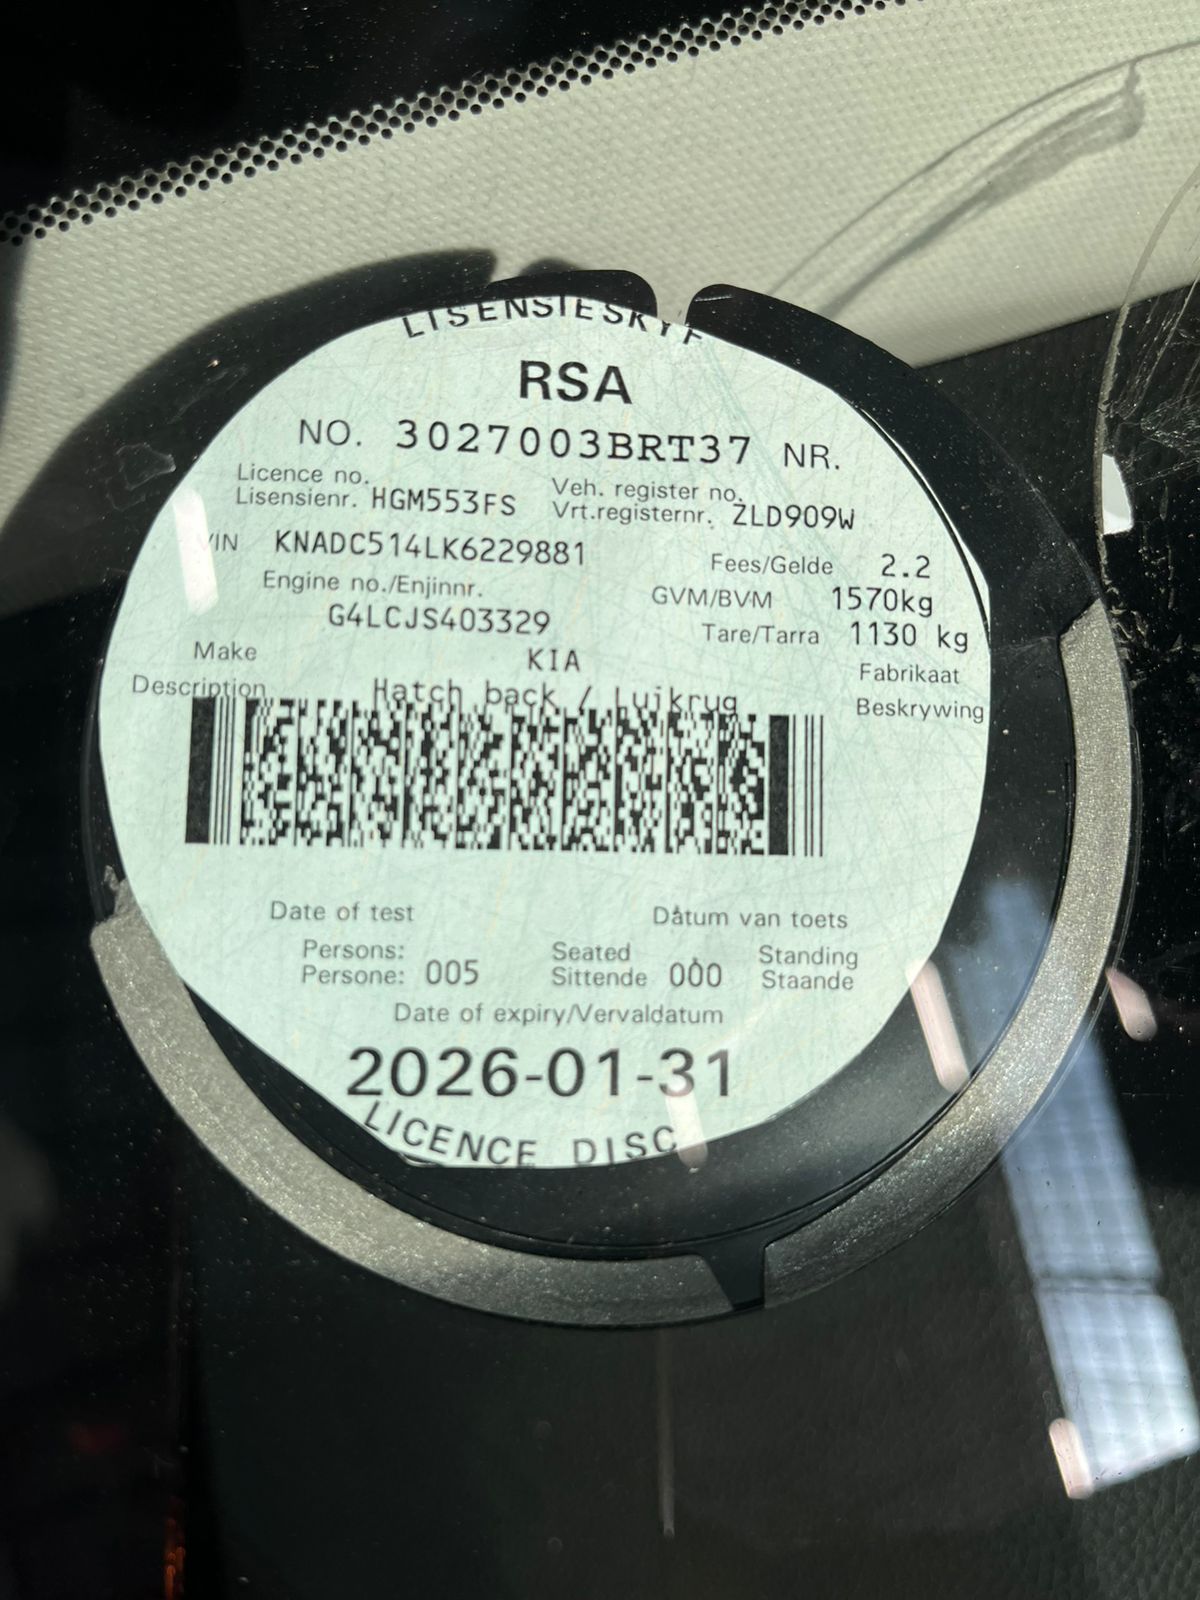 LISENSIESKYF
RSA
NO. 3027003BRT37 NR.
Licence no. Veh. register no.
Lisensienr. HGM553FS Vrt.registernr. ZLD909W
VIN KNADC514LK6229881 Fees/Gelde 2.2
Engine no./Enjinnr. GVM/BVM 1570kg
G4LCJS403329 Tare/Tarra 1130 kg
Make KIA Fabrikaat
Description Hatch back / Luikrug Beskrywing
Date of test Datum van toets
Persons: Seated Standing
Persone: 005 Sittende 000 Staande
Date of expiry/Vervaldatum
2026-01-31
LICENCE DISC